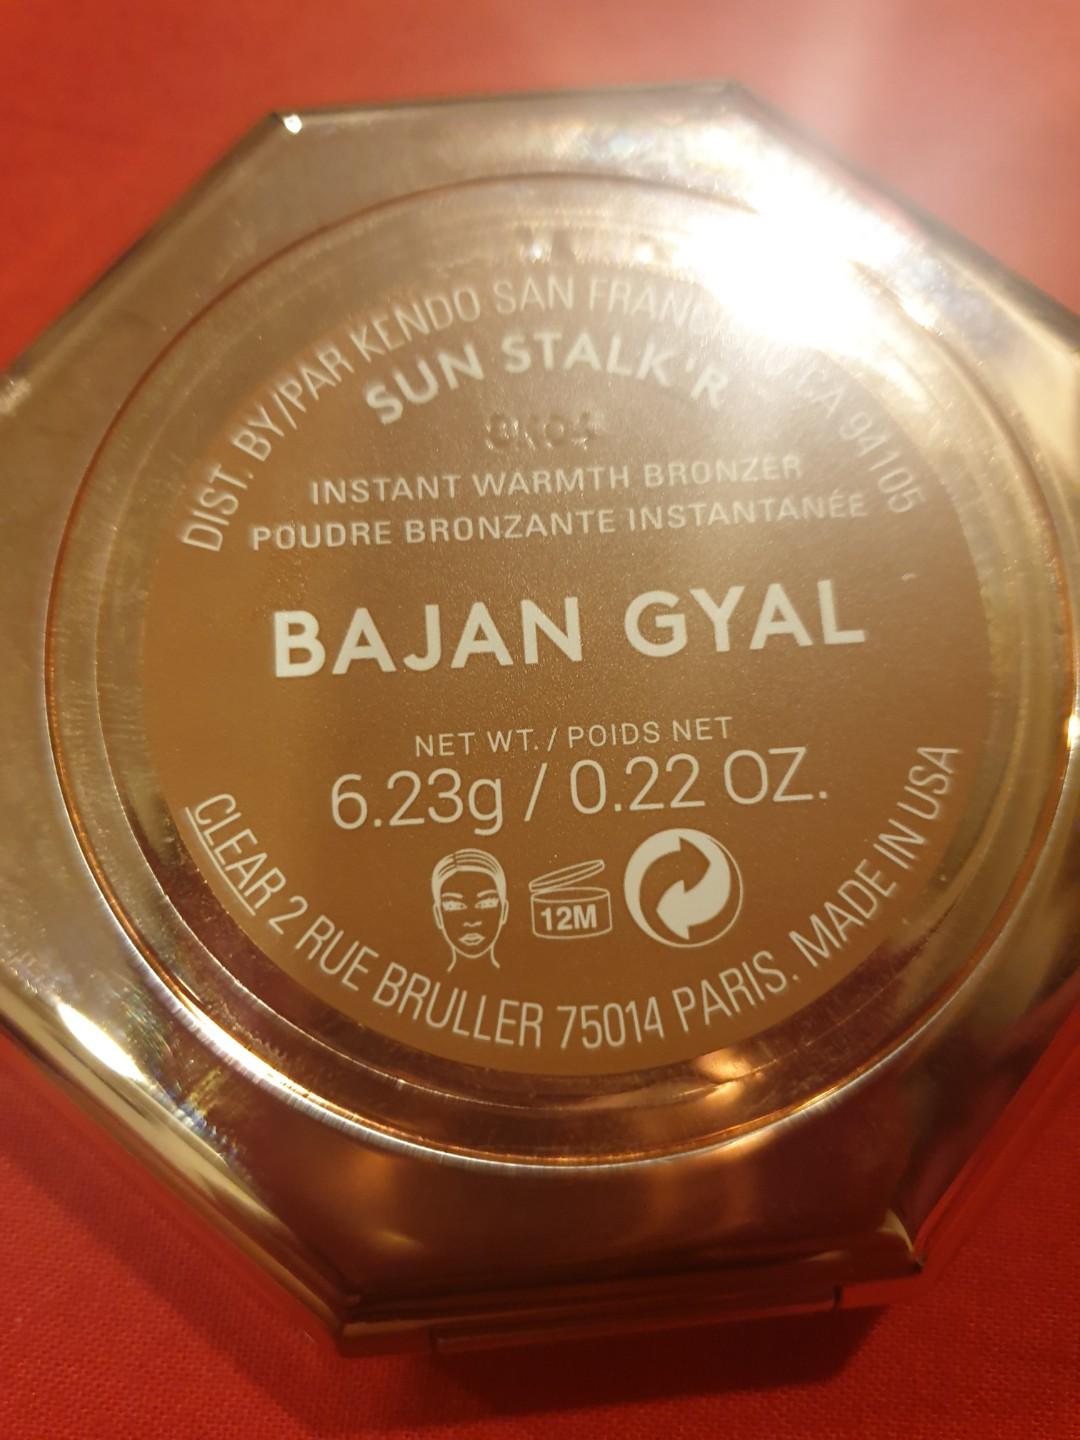 DIST. BY/PAR KENDO SAN CA 94105
SUN STALK'R
INSTANT WARMTH BRONZER
POUDRE BRONZANTE INSTANTANÉE
BAJAN GYAL
NET WT. / POIDS NET
6.23g / 0.22 OZ.
12M
CLEAR 2 RUE BRULLER 75014 PARIS. MADE IN USA